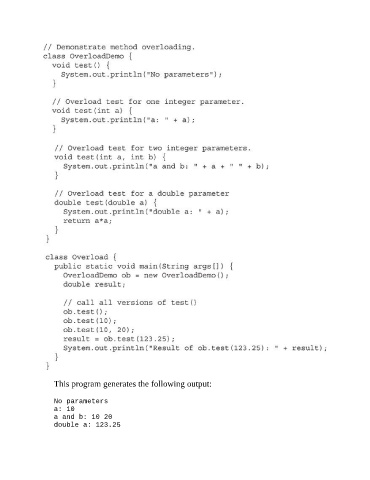 // Demonstrate method overloading.
class OverloadDemo {
void test() {
System.out.println("No parameters");
}
// Overload test for one integer parameter.
void test(int a) {
System.out.println("a: " + a);
}
// Overload test for two integer parameters.
void test(int a, int b) {
System.out.println("a and b: " + a + " " + b);
}
// Overload test for a double parameter
double test(double a) {
System.out.println("double a: " + a);
return a*a;
}
}
class Overload {
public static void main(String args[]) {
OverloadDemo ob = new OverloadDemo();
double result;
// call all versions of test()
ob.test();
ob.test(10);
ob.test(10, 20);
result = ob.test(123.25);
System.out.println("Result of ob.test(123.25): " + result);
}
}
This program generates the following output:
No parameters
a: 10
a and b: 10 20
double a: 123.25